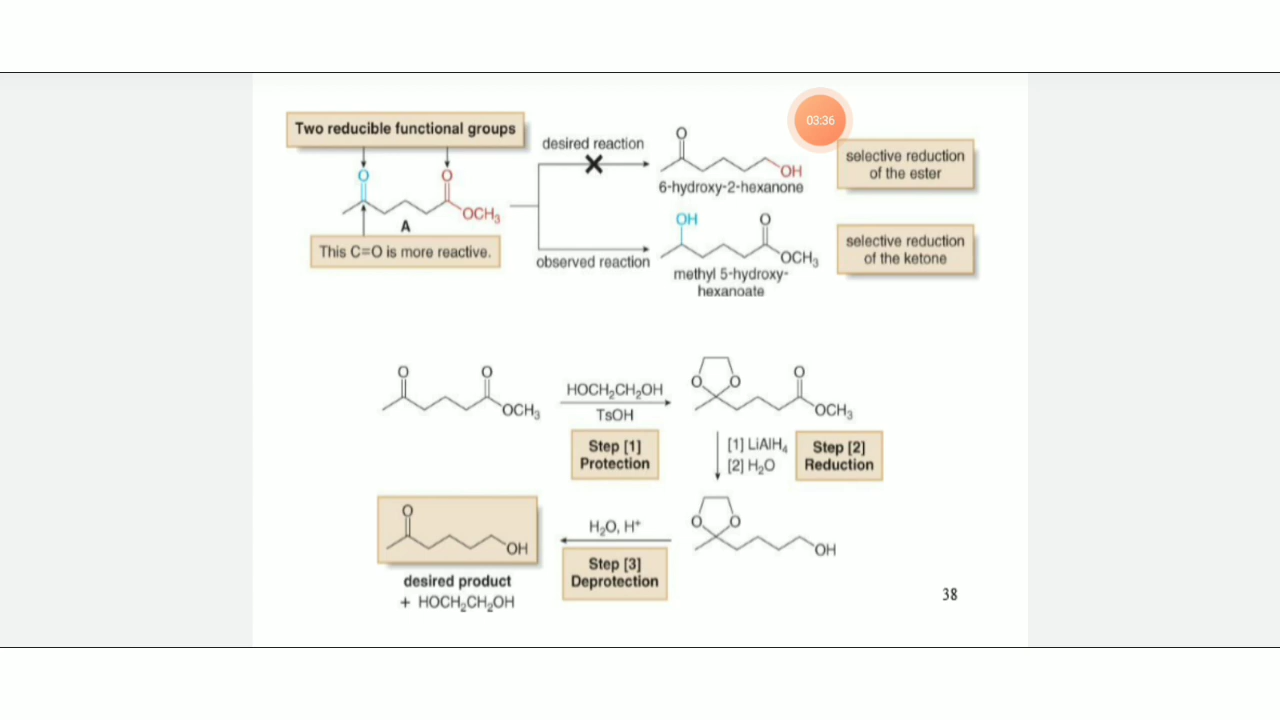 Two reducible functional groups
O
O
OCH₃
A
This C=O is more reactive.
desired reaction
observed reaction
O
OH
6-hydroxy-2-hexanone
OH
O
OCH₃
methyl 5-hydroxy-
hexanoate
03:36
selective reduction
of the ester
selective reduction
of the ketone
O
O
OCH₃
HOCH₂CH₂OH
TsOH
Step [1]
Protection
O O
O
OCH₃
[1] LiAlH₄
[2] H₂O
Step [2]
Reduction
O O
OH
H₂O, H⁺
Step [3]
Deprotection
O
OH
desired product
+ HOCH₂CH₂OH
38